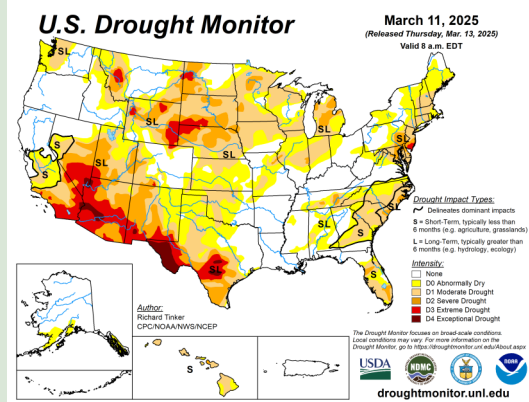 U.S. Drought Monitor
March 11, 2025
(Released Thursday, Mar. 13, 2025)
Valid 8 a.m. EDT
SL
SL
SL
S
S
SL
SL
SL
SL
SL
SL
S
SL
S
S
Drought Impact Types:
Delineates dominant impacts
S = Short-Term, typically less than
6 months (e.g. agriculture, grasslands)
L = Long-Term, typically greater than
6 months (e.g. hydrology, ecology)
Intensity:
None
D0 Abnormally Dry
D1 Moderate Drought
D2 Severe Drought
D3 Extreme Drought
D4 Exceptional Drought
Author:
Richard Tinker
CPC/NOAA/NWS/NCEP
The Drought Monitor focuses on broad-scale conditions.
Local conditions may vary. For more information on the
Drought Monitor, go to https://droughtmonitor.unl.edu/About.aspx
USDA
NDMC
NOAA
droughtmonitor.unl.edu